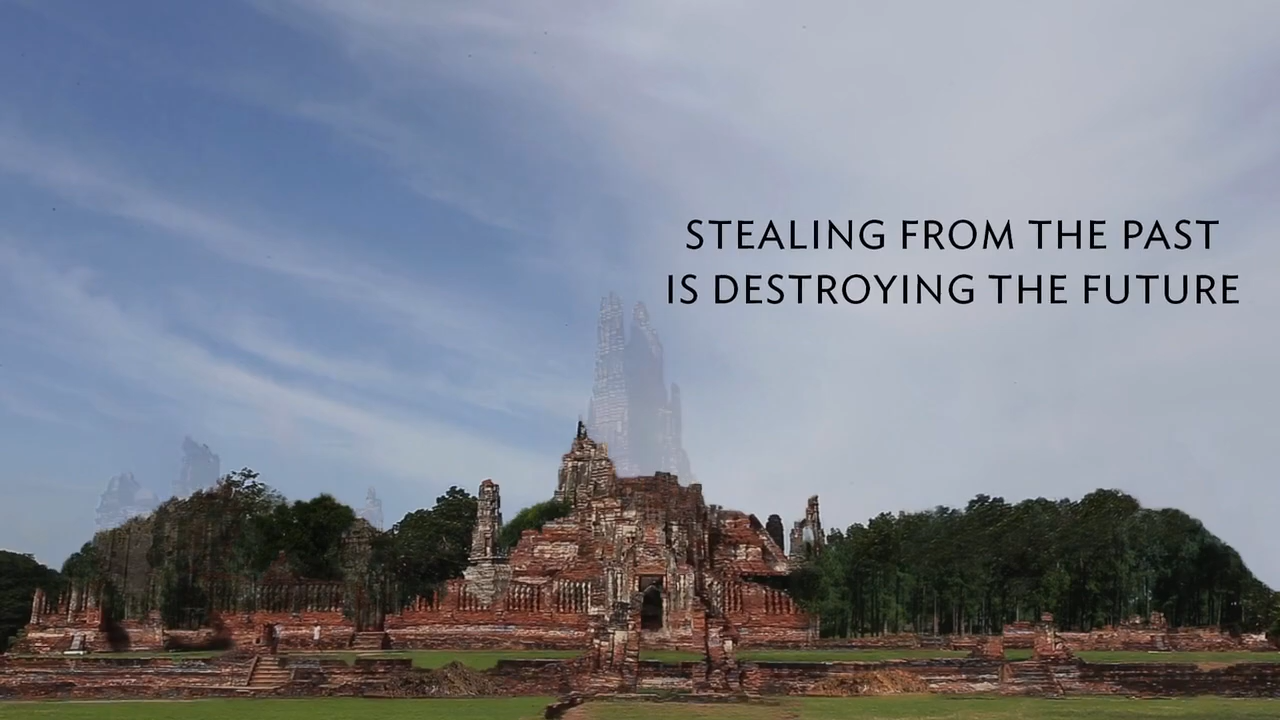 STEALING FROM THE PAST
IS DESTROYING THE FUTURE